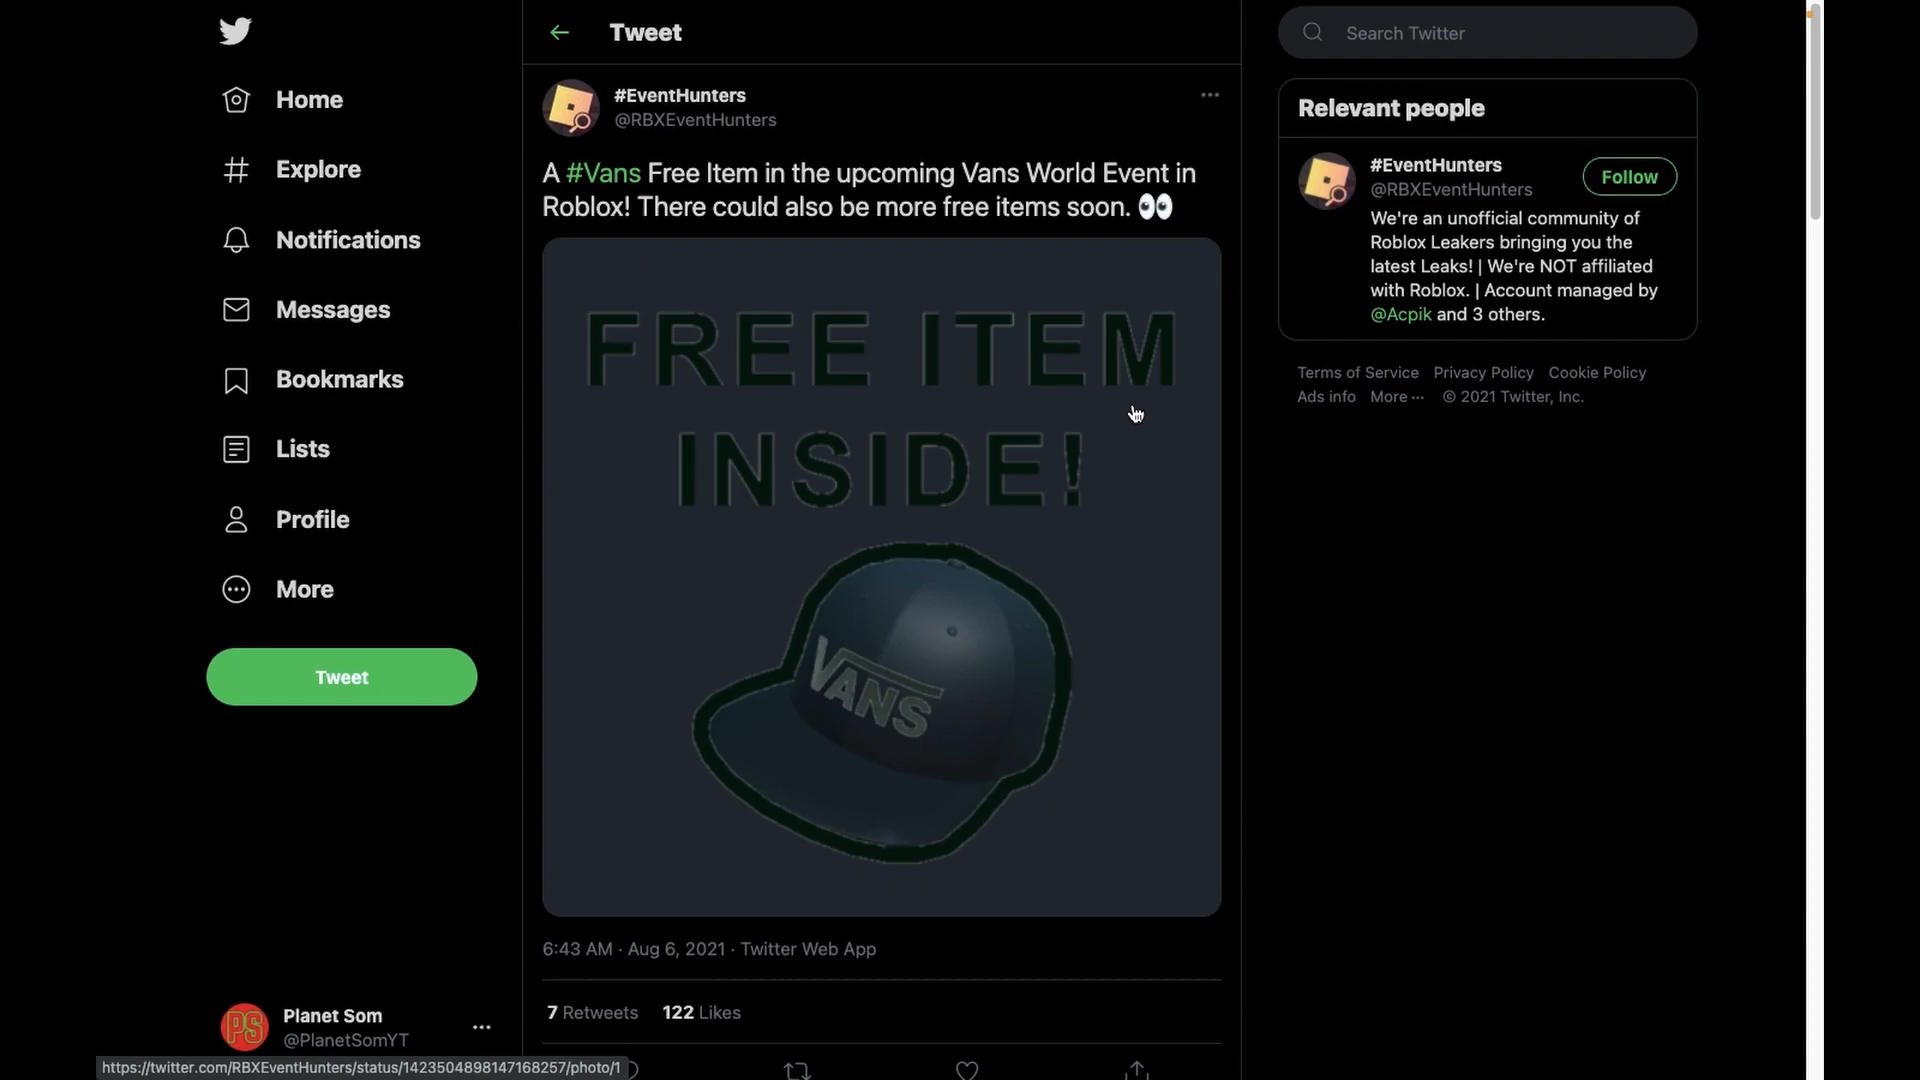 Home
Explore
Notifications
Messages
Bookmarks
Lists
Profile
More
Tweet
PS
Planet Som
@PlanetSomYT
Tweet
#EventHunters
@RBXEventHunters
A #Vans Free Item in the upcoming Vans World Event in
Roblox! There could also be more free items soon. 👀
FREE ITEM
INSIDE!
VANS
6:43 AM · Aug 6, 2021 · Twitter Web App
7 Retweets 122 Likes
Search Twitter
Relevant people
#EventHunters
@RBXEventHunters
Follow
We're an unofficial community of
Roblox Leakers bringing you the
latest Leaks! | We're NOT affiliated
with Roblox. | Account managed by
@Acpik and 3 others.
Terms of Service Privacy Policy Cookie Policy
Ads info More ··· © 2021 Twitter, Inc.
https://twitter.com/RBXEventHunters/status/1423504898147168257/photo/1